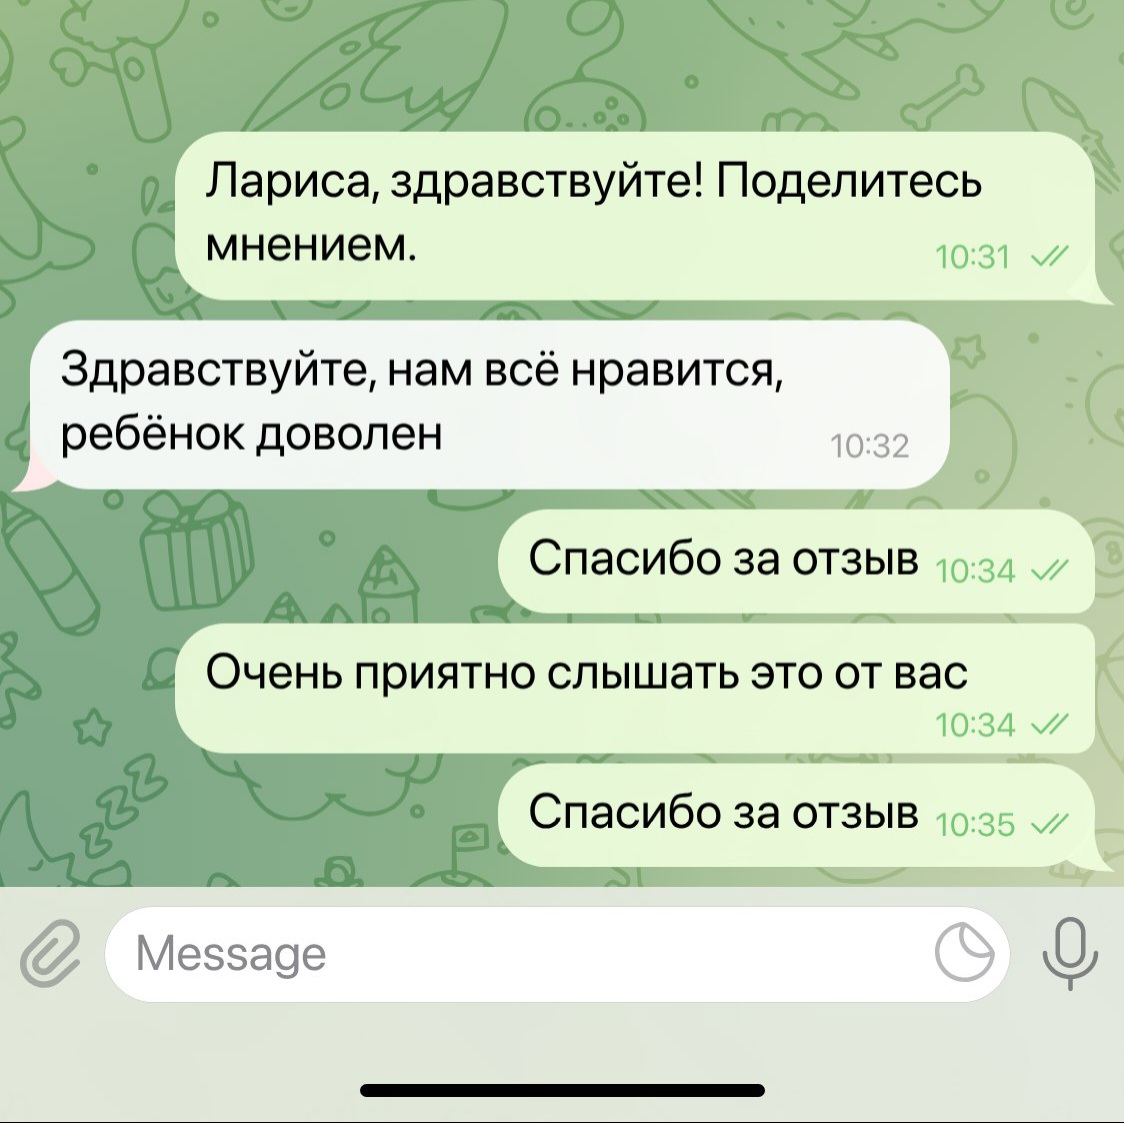 Лариса, здравствуйте! Поделитесь
мнением.
10:31
Здравствуйте, нам всё нравится,
ребёнок доволен
10:32
Спасибо за отзыв 10:34
Очень приятно слышать это от вас
10:34
Спасибо за отзыв 10:35
Message